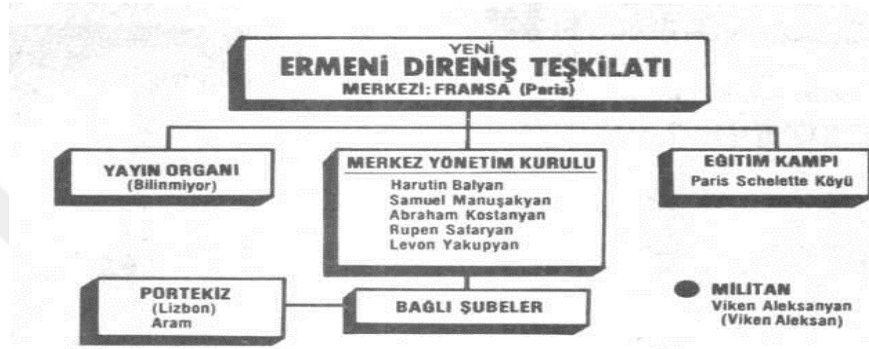 YENİ
ERMENİ DİRENİŞ TEŞKİLATI
MERKEZİ: FRANSA (Paris)
YAYIN ORGANI
(Bilinmiyor)
MERKEZ YÖNETİM KURULU
Harutin Balyan
Samuel Manuşakyan
Abraham Kostanyan
Rupen Safaryan
Levon Yakupyan
EĞİTİM KAMPI
Paris Schelette Köyü
PORTEKİZ
(Lizbon)
Aram
BAĞLI ŞUBELER
MİLİTAN
Viken Aleksanyan
(Viken Aleksan)